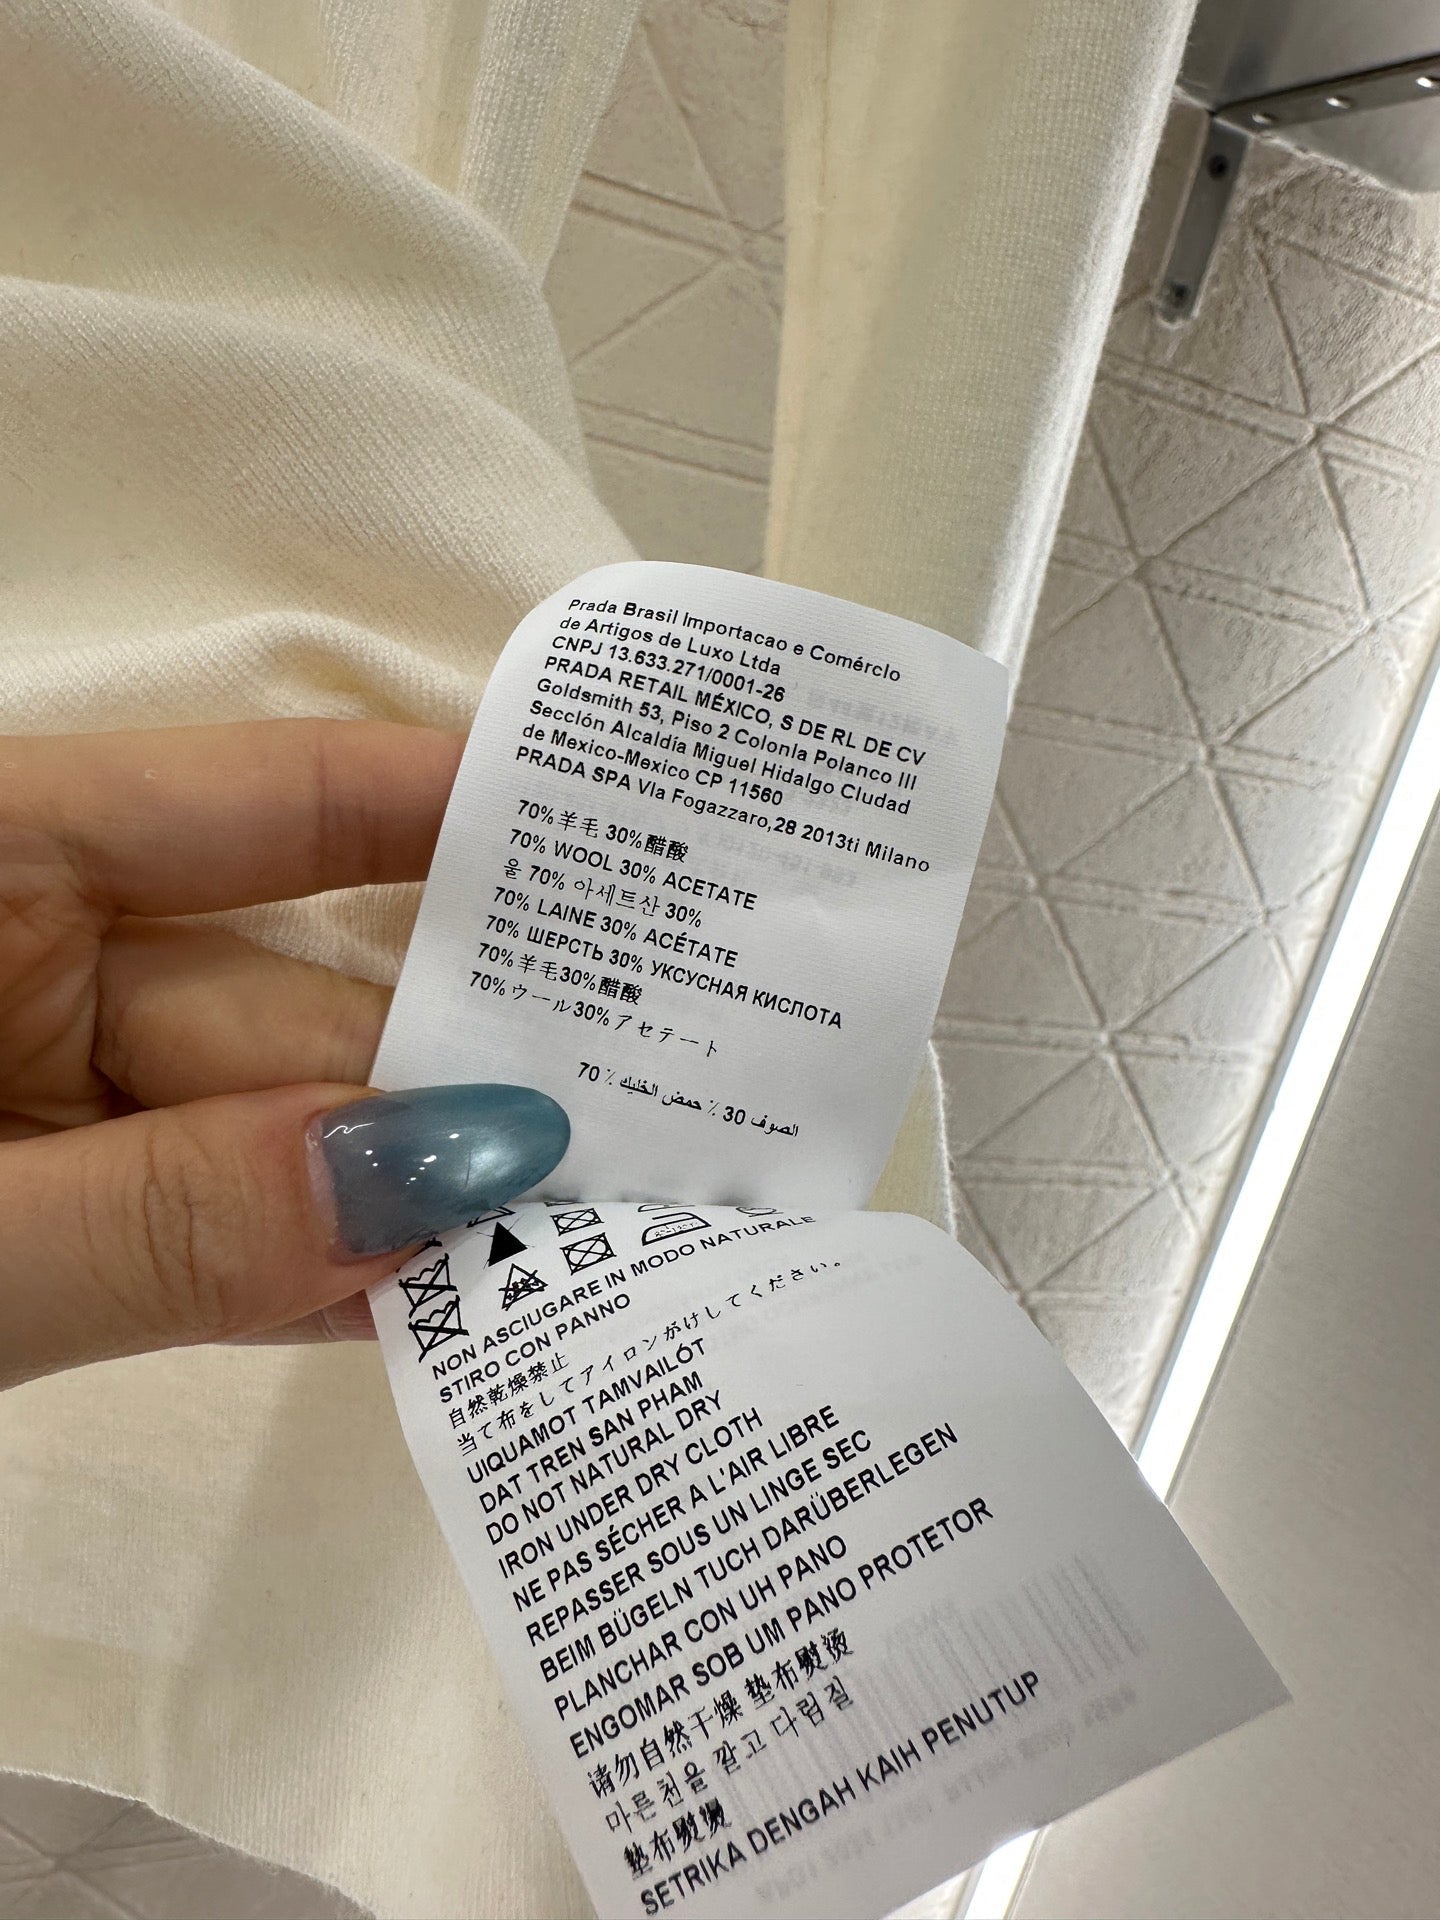 Prada Brasil Importacao e Comérclo
de Artigos de Luxo Ltda
CNPJ 13.633.271/0001-26
PRADA RETAIL MÉXICO, S DE RL DE CV
Goldsmith 53, Piso 2 Colonla Polanco III
Secclón Alcaldía Miguel Hidalgo Cludad
de Mexico-Mexico CP 11560
PRADA SPA Vla Fogazzaro,28 2013ti Milano
70%羊毛 30%醋酸
70% WOOL 30% ACETATE
울 70% 아세트산 30%
70% LAINE 30% ACÉTATE
70% ШЕРСТЬ 30% УКСУСНАЯ КИСЛОТА
70%羊毛30%醋酸
70%ウール30%アセテート
الصوف 30 ٪ حمض الخليك ٪ 70
NON ASCIUGARE IN MODO NATURALE
STIRO CON PANNO
自然乾燥禁止
当て布をしてアイロンがけしてください。
UIQUAMOT TAMVAILÓT
DAT TREN SAN PHAM
DO NOT NATURAL DRY
IRON UNDER DRY CLOTH
NE PAS SÉCHER A L'AIR LIBRE
REPASSER SOUS UN LINGE SEC
BEIM BÜGELN TUCH DARÜBERLEGEN
PLANCHAR CON UH PANO
ENGOMAR SOB UM PANO PROTETOR
请勿自然干燥 垫布熨烫
마른천을 깔고 다림질
垫布熨烫
SETRIKA DENGAH KAIH PENUTUP